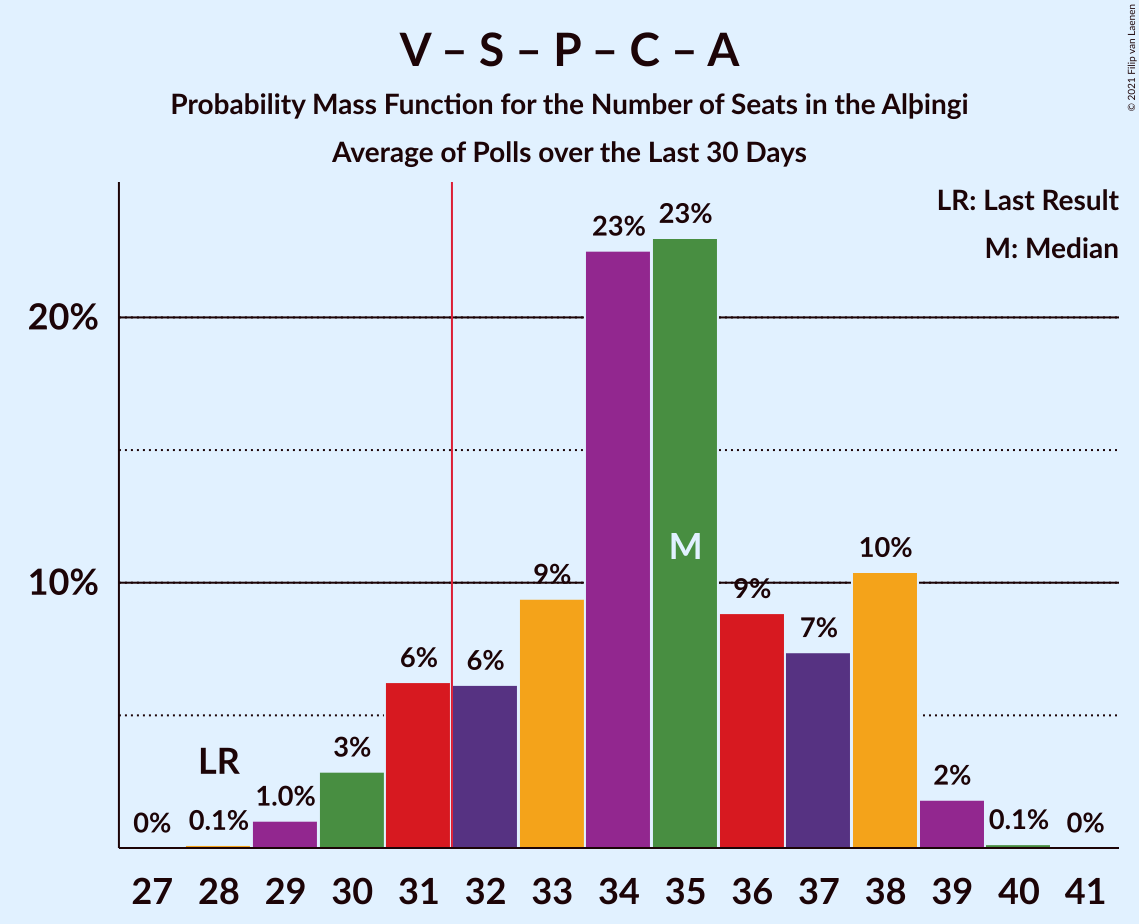 V – S – P – C – A
Probability Mass Function for the Number of Seats in the Alþingi
Average of Polls over the Last 30 Days
© 2021 Filip van Laenen
LR: Last Result
M: Median
20%
10%
0%
0.1%
LR
1.0%
3%
6%
6%
9%
23%
23%
M
9%
7%
10%
2%
0.1%
0%
27 28 29 30 31 32 33 34 35 36 37 38 39 40 41